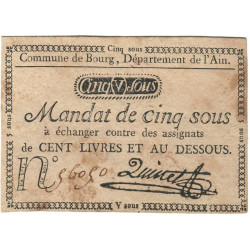 Cinq sous
Commune de Bourg, Département de l'Ain.
Cinq V sous
Mandat de cinq sous
à échanger contre des assignats
de CENT LIVRES ET AU DESSOUS.
N° 56050
V sous